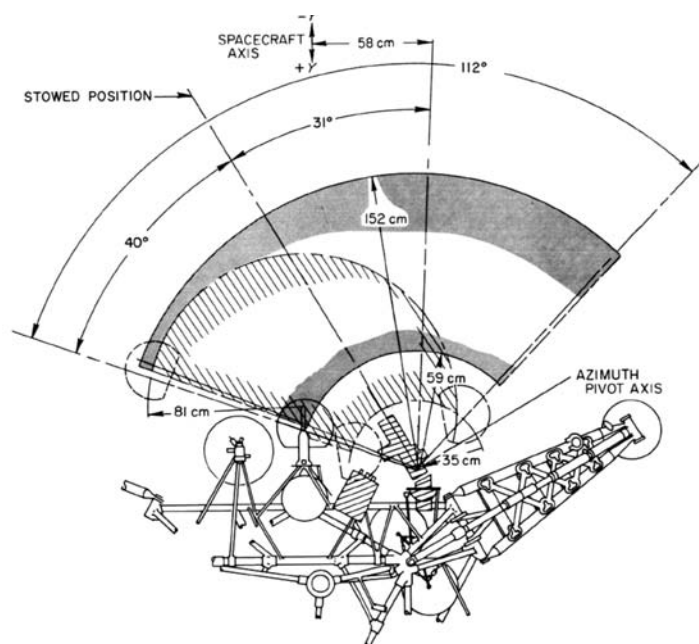 -Y
SPACECRAFT
AXIS
+Y
58 cm
112°
STOWED POSITION
31°
152 cm
40°
59 cm
AZIMUTH
PIVOT AXIS
81 cm
35 cm